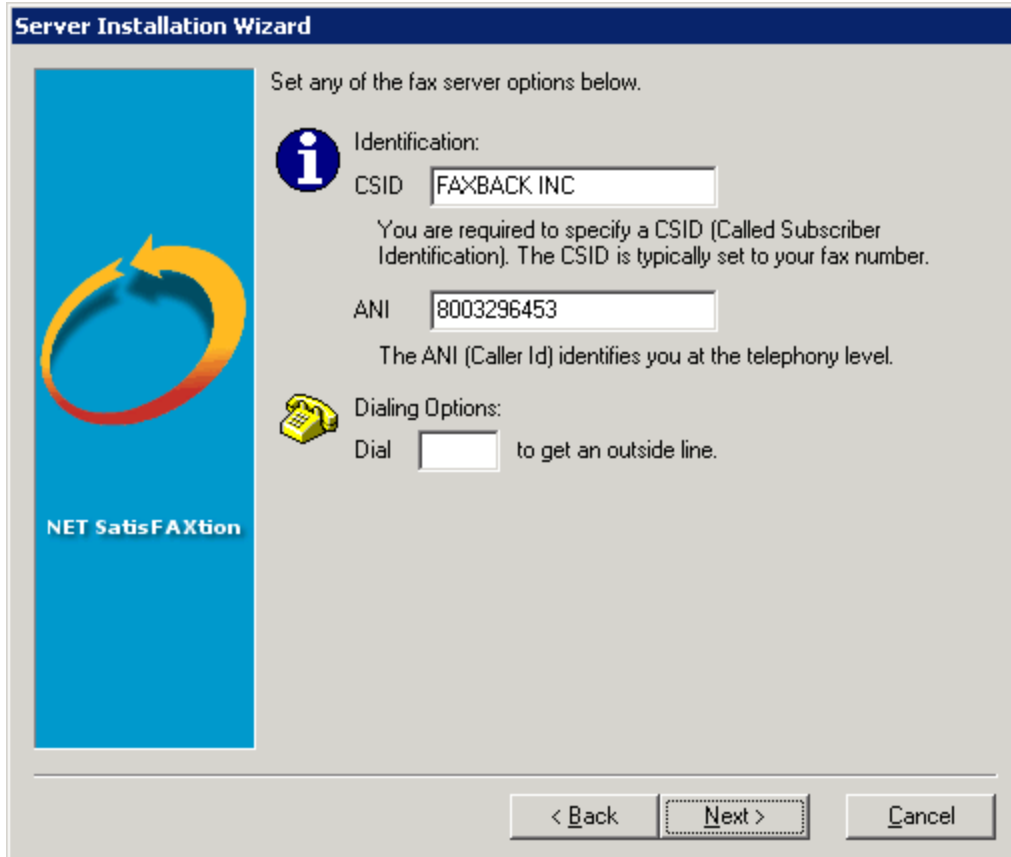 Server Installation Wizard
Set any of the fax server options below.
Identification:
CSID FAXBACK INC
You are required to specify a CSID (Called Subscriber
Identification). The CSID is typically set to your fax number.
ANI 8003296453
The ANI (Caller Id) identifies you at the telephony level.
Dialing Options:
Dial to get an outside line.
NET SatisFAXtion
< Back Next > Cancel